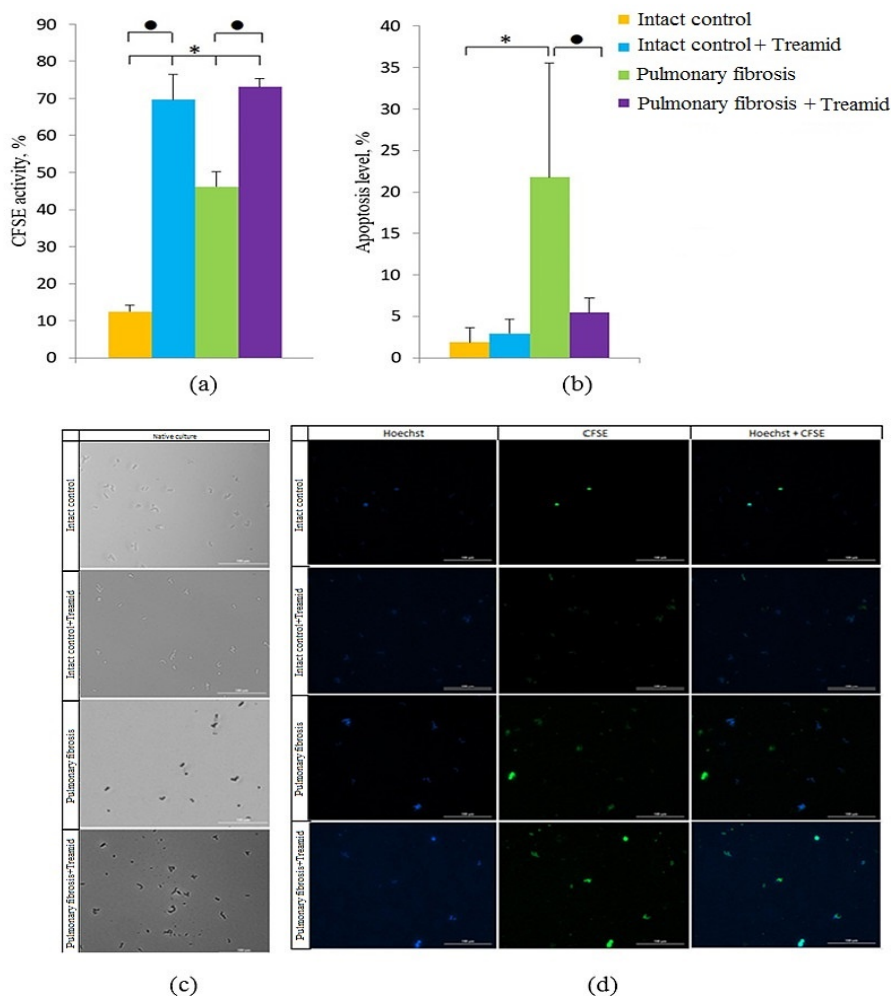 90
80
70
60
50
40
30
20
10
0
CFSE activity, %
*
(a)
40
35
30
25
20
15
10
5
0
Apoptosis level, %
*
(b)
Intact control
Intact control + Treamid
Pulmonary fibrosis
Pulmonary fibrosis + Treamid
Native culture
Intact control
Intact control+Treamid
Pulmonary fibrosis
Pulmonary fibrosis+Treamid
(c)
Hoechst
CFSE
Hoechst + CFSE
Intact control
Intact control+Treamid
Pulmonary fibrosis
Pulmonary fibrosis+Treamid
(d)